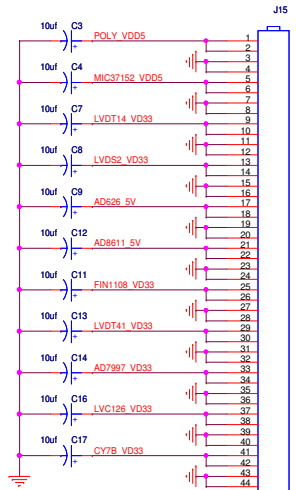 J15
10uf C3 POLY_VDD5 1
2
3
4
10uf C4 MIC37152_VDD5 5
6
7
8
10uf C7 LVDT14_VD33 9
10
11
12
10uf C8 LVDS2_VD33 13
14
15
16
10uf C9 AD626_5V 17
18
19
20
10uf C12 AD8611_5V 21
22
23
24
10uf C11 FIN1108_VD33 25
26
27
28
10uf C13 LVDT41_VD33 29
30
31
32
10uf C14 AD7997_VD33 33
34
35
36
10uf C16 LVC126_VD33 37
38
39
40
10uf C17 CY7B_VD33 41
42
43
44